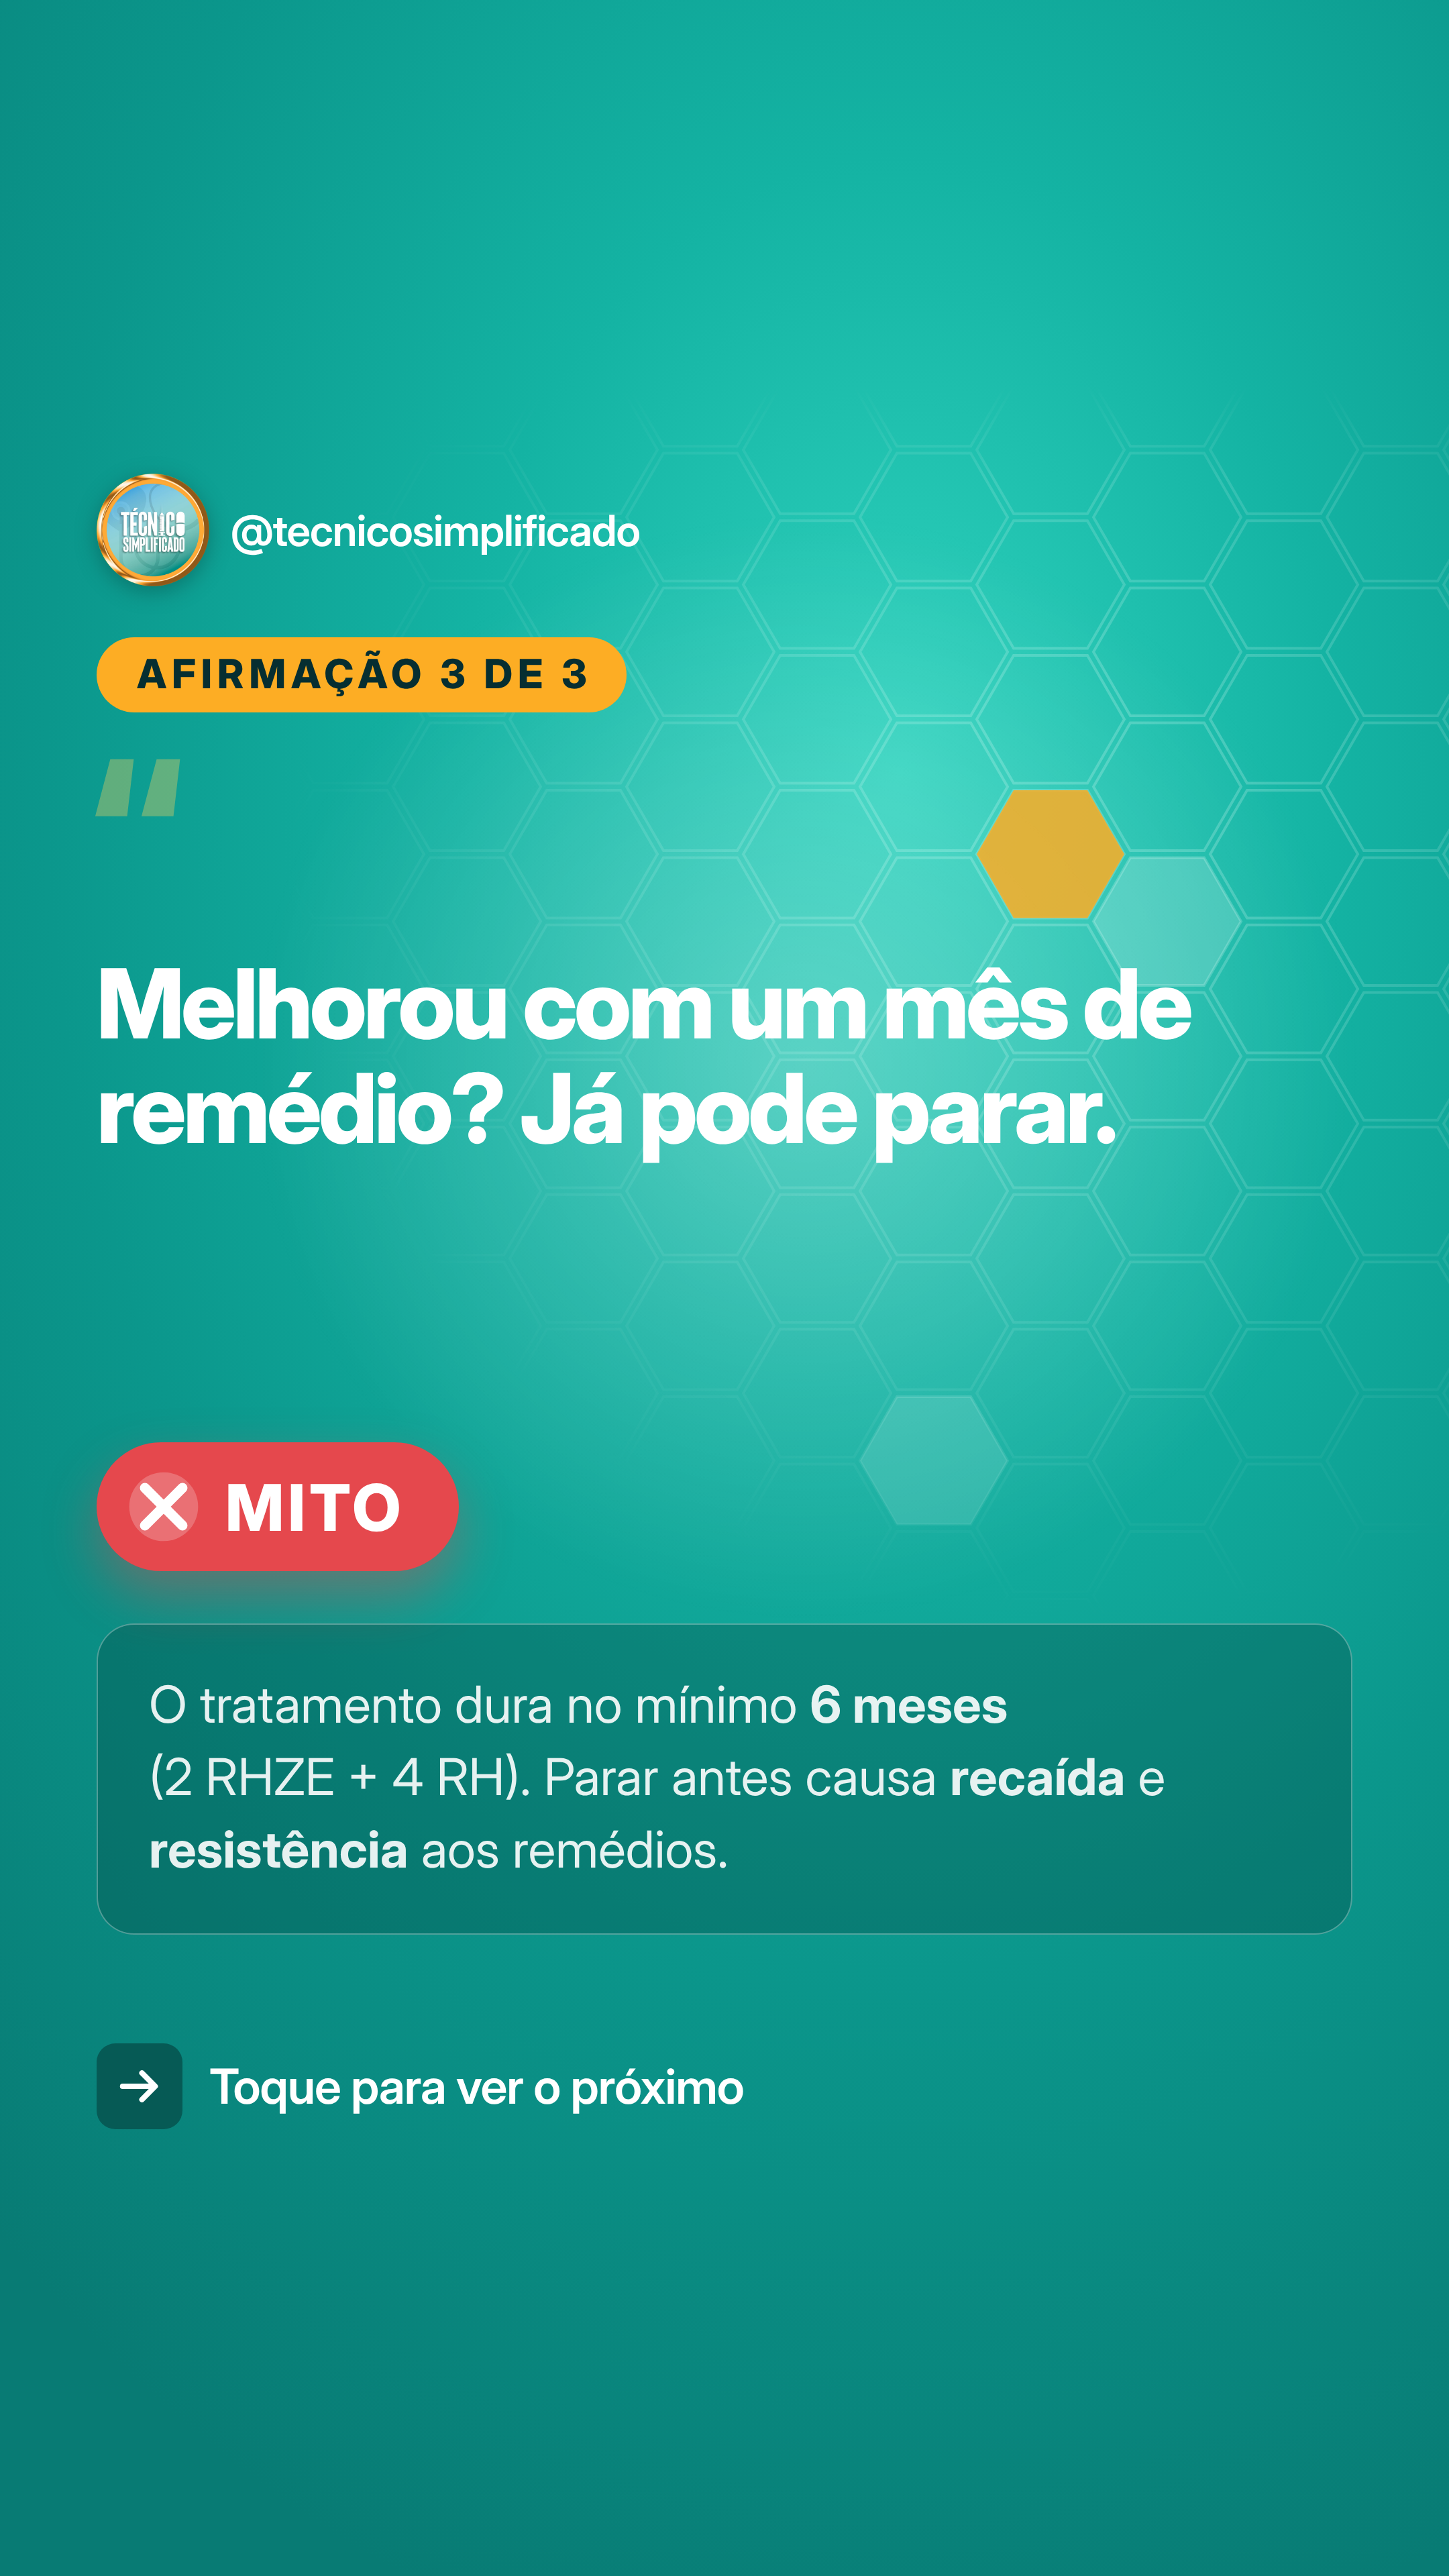 TÉCNICO
SIMPLIFICADO
@tecnicosimplificado
AFIRMAÇÃO 3 DE 3
"
Melhorou com um mês de
remédio? Já pode parar.
MITO
O tratamento dura no mínimo 6 meses
(2 RHZE + 4 RH). Parar antes causa recaída e
resistência aos remédios.
Toque para ver o próximo